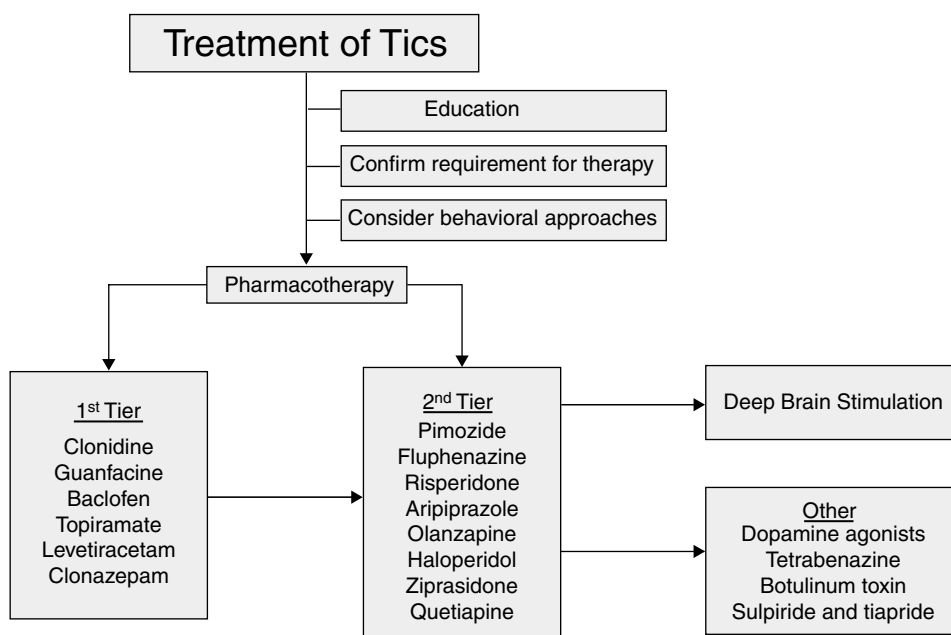 Treatment of Tics
Education
Confirm requirement for therapy
Consider behavioral approaches
Pharmacotherapy
1st Tier
Clonidine
Guanfacine
Baclofen
Topiramate
Levetiracetam
Clonazepam
2nd Tier
Pimozide
Fluphenazine
Risperidone
Aripiprazole
Olanzapine
Haloperidol
Ziprasidone
Quetiapine
Deep Brain Stimulation
Other
Dopamine agonists
Tetrabenazine
Botulinum toxin
Sulpiride and tiapride